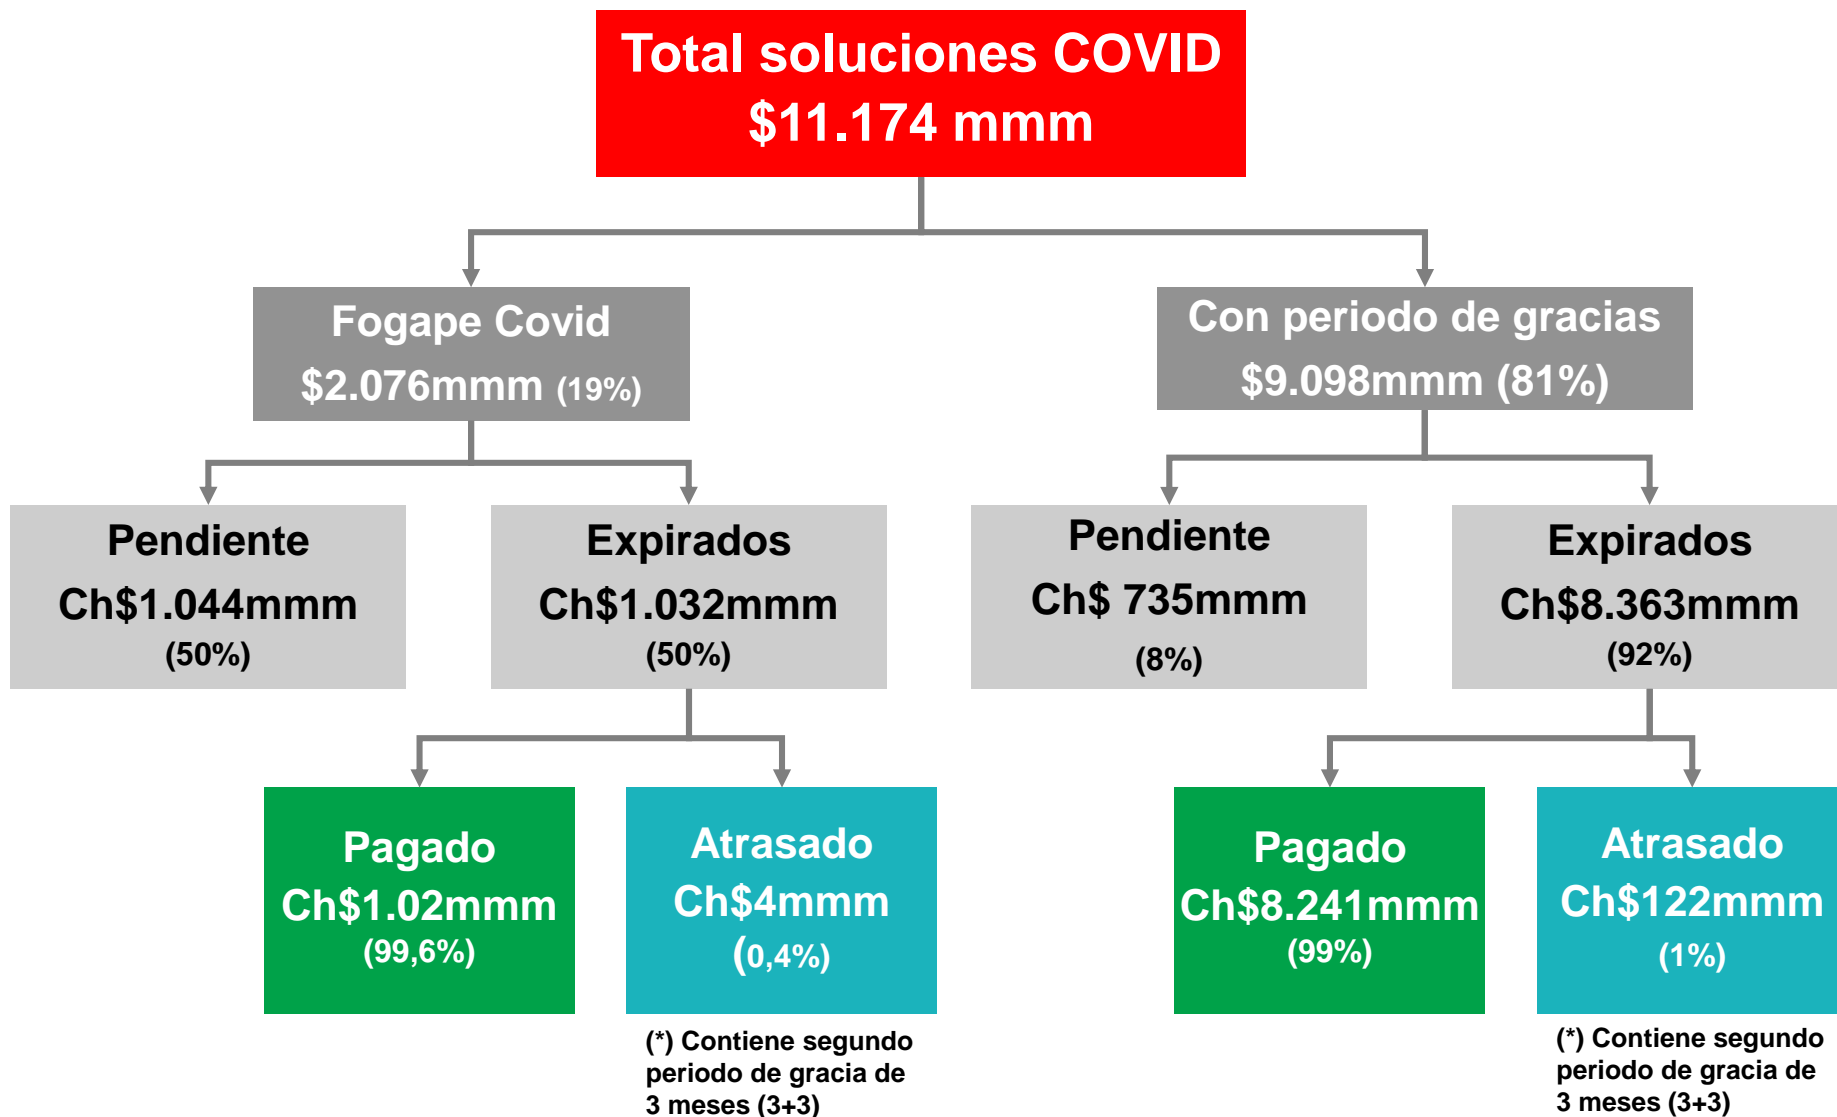 Total soluciones COVID
$11.174 mmm
Fogape Covid
$2.076mmm (19%)
Con periodo de gracias
$9.098mmm (81%)
Pendiente
Ch$1.044mmm
(50%)
Expirados
Ch$1.032mmm
(50%)
Pendiente
Ch$ 735mmm
(8%)
Expirados
Ch$8.363mmm
(92%)
Pagado
Ch$1.02mmm
(99,6%)
Atrasado
Ch$4mmm
(0,4%)
Pagado
Ch$8.241mmm
(99%)
Atrasado
Ch$122mmm
(1%)
(*) Contiene segundo
periodo de gracia de
3 meses (3+3)
(*) Contiene segundo
periodo de gracia de
3 meses (3+3)